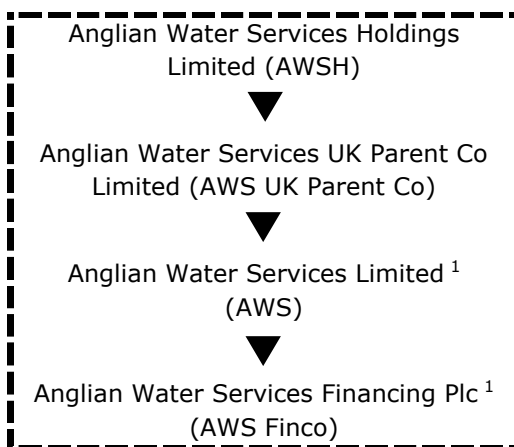 Anglian Water Services Holdings
Limited (AWSH)
Anglian Water Services UK Parent Co
Limited (AWS UK Parent Co)
Anglian Water Services Limited ¹
(AWS)
Anglian Water Services Financing Plc ¹
(AWS Finco)